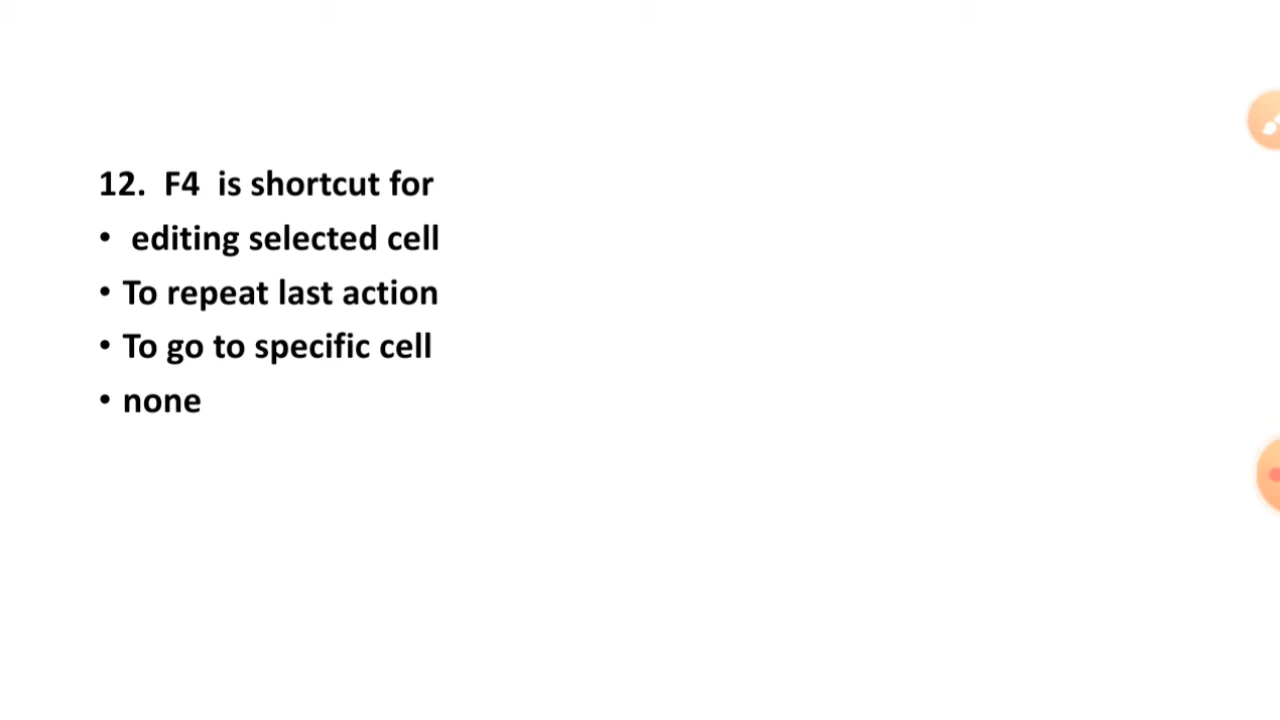 12. F4 is shortcut for
• editing selected cell
• To repeat last action
• To go to specific cell
• none